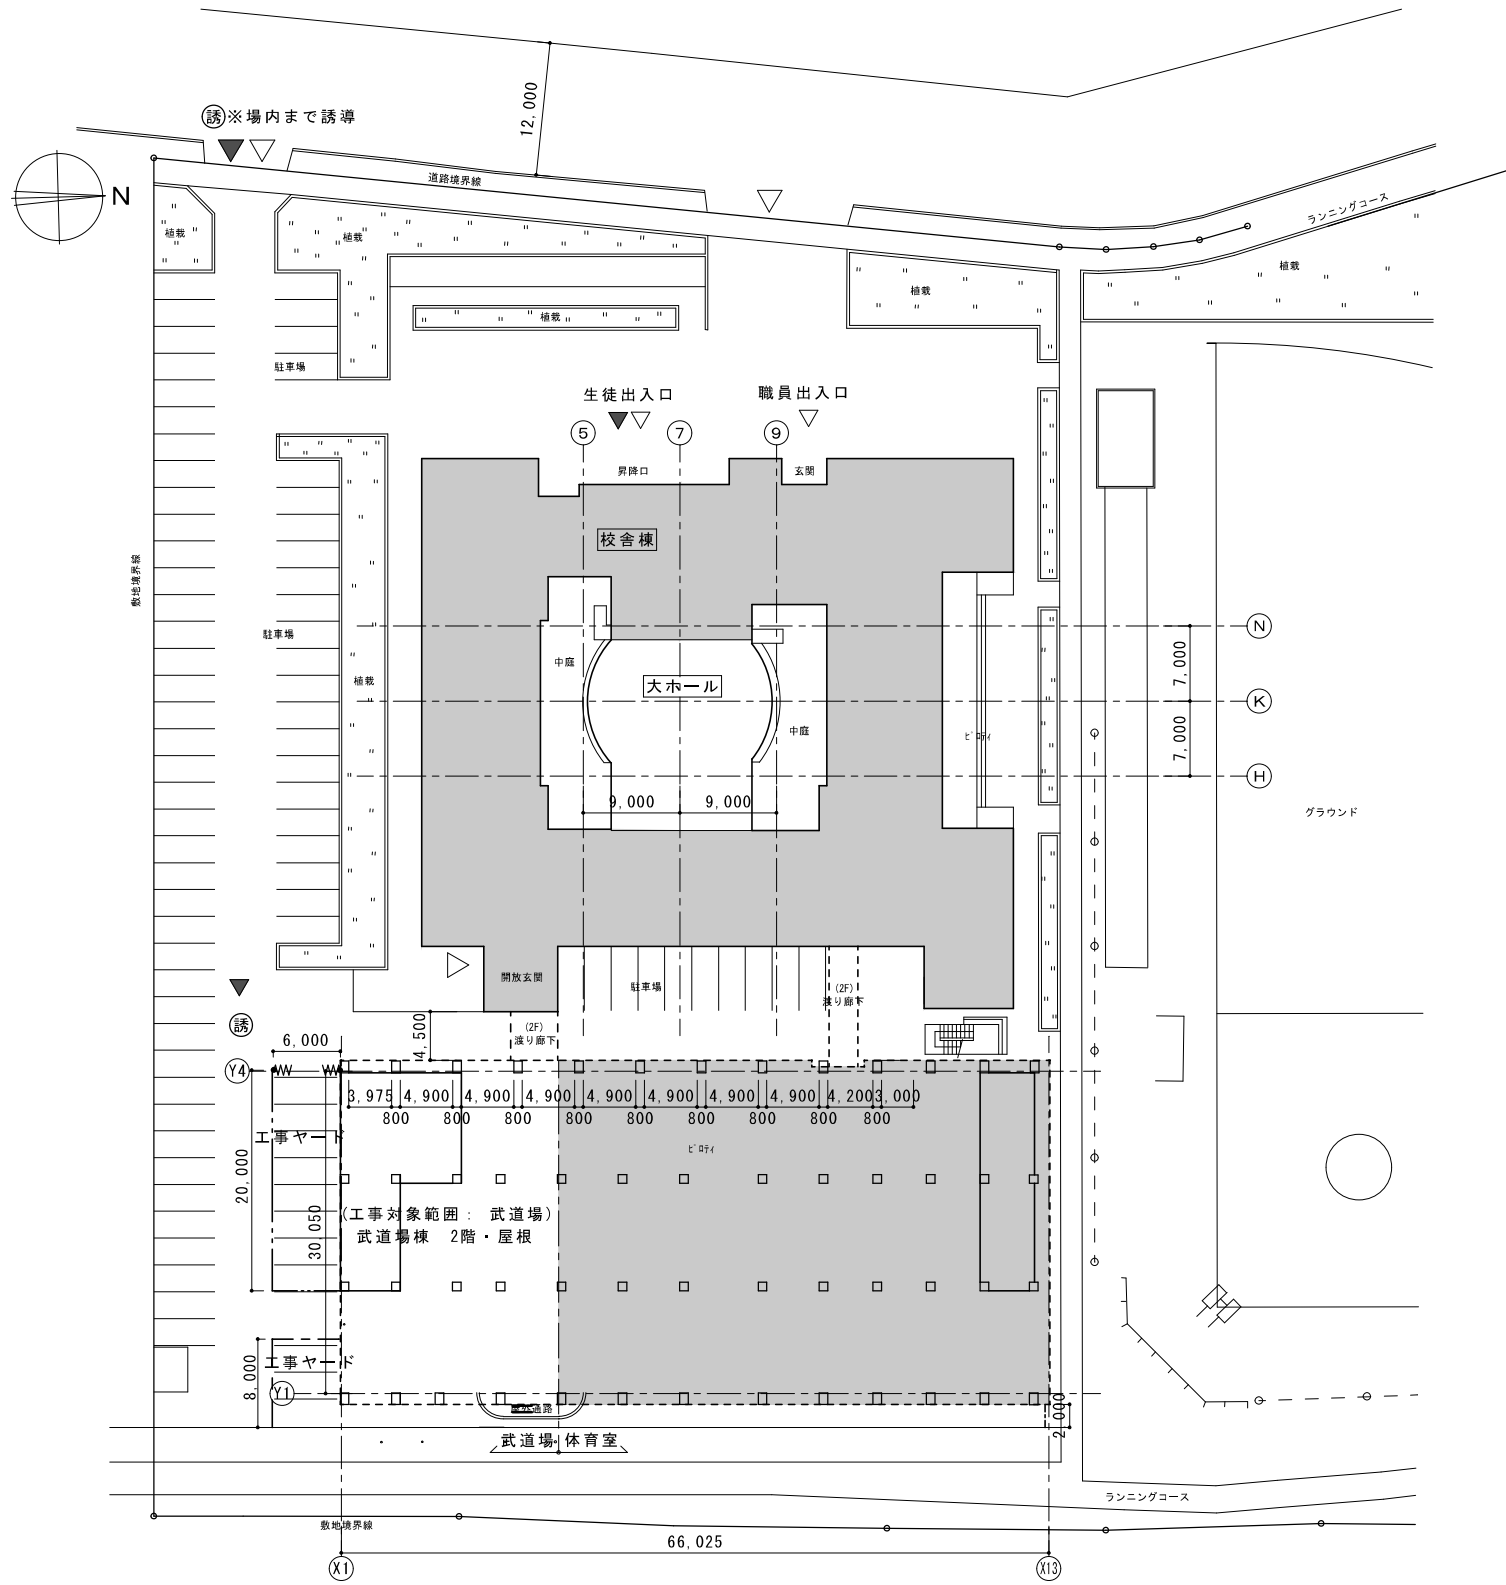 12,000
誘※場内まで誘導
N
道路境界線
ランニングコース
植栽
植栽
植栽
植栽
植栽
駐車場
生徒出入口
職員出入口
5
7
9
昇降口
玄関
校舎棟
敷地境界線
駐車場
植栽
中庭
大ホール
中庭
ピロティ
N
7,000
K
7,000
H
9,000
9,000
グラウンド
開放玄関
駐車場
(2F)
渡り廊下
(2F)
渡り廊下
誘
4,500
6,000
Y4
3,975 4,900 4,900 4,900 4,900 4,900 4,900 4,900 4,200 3,000
800 800 800 800 800 800 800 800 800
工事ヤード
ピロティ
20,000
30,050
(工事対象範囲: 武道場)
武道場棟 2階・屋根
工事ヤード
8,000
Y1
屋外通路
2,000
武道場・体育室
ランニングコース
敷地境界線
66,025
X1
X13